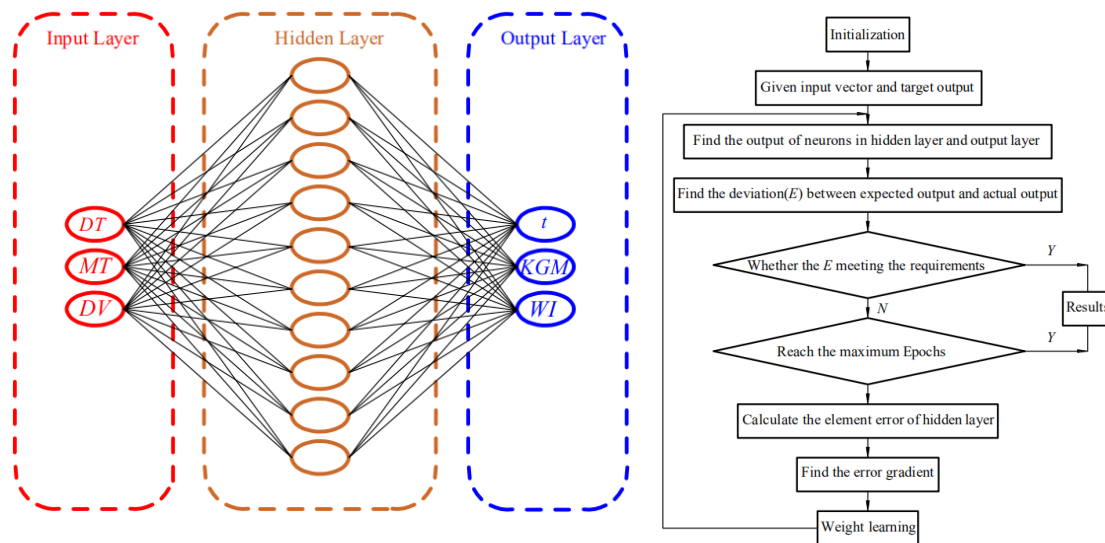 Input Layer
Hidden Layer
Output Layer
DT
MT
DV
t
KGM
WI
Initialization
Given input vector and target output
Find the output of neurons in hidden layer and output layer
Find the deviation(E) between expected output and actual output
Whether the E meeting the requirements
Y
N
Results
Reach the maximum Epochs
Y
Calculate the element error of hidden layer
Find the error gradient
Weight learning